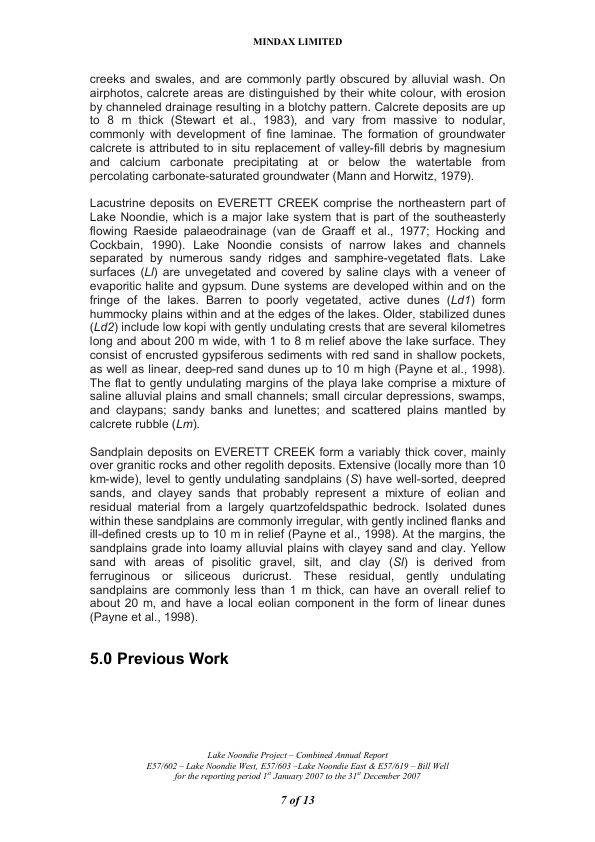 MINDAX LIMITED
creeks and swales, and are commonly partly obscured by alluvial wash. On
airphotos, calcrete areas are distinguished by their white colour, with erosion
by channeled drainage resulting in a blotchy pattern. Calcrete deposits are up
to 8 m thick (Stewart et al., 1983), and vary from massive to nodular,
commonly with development of fine laminae. The formation of groundwater
calcrete is attributed to in situ replacement of valley-fill debris by magnesium
and calcium carbonate precipitating at or below the watertable from
percolating carbonate-saturated groundwater (Mann and Horwitz, 1979).
Lacustrine deposits on EVERETT CREEK comprise the northeastern part of
Lake Noondie, which is a major lake system that is part of the southeasterly
flowing Raeside palaeodrainage (van de Graaff et al., 1977; Hocking and
Cockbain, 1990). Lake Noondie consists of narrow lakes and channels
separated by numerous sandy ridges and samphire-vegetated flats. Lake
surfaces (Ll) are unvegetated and covered by saline clays with a veneer of
evaporitic halite and gypsum. Dune systems are developed within and on the
fringe of the lakes. Barren to poorly vegetated, active dunes (Ld1) form
hummocky plains within and at the edges of the lakes. Older, stabilized dunes
(Ld2) include low kopi with gently undulating crests that are several kilometres
long and about 200 m wide, with 1 to 8 m relief above the lake surface. They
consist of encrusted gypsiferous sediments with red sand in shallow pockets,
as well as linear, deep-red sand dunes up to 10 m high (Payne et al., 1998).
The flat to gently undulating margins of the playa lake comprise a mixture of
saline alluvial plains and small channels; small circular depressions, swamps,
and claypans; sandy banks and lunettes; and scattered plains mantled by
calcrete rubble (Lm).
Sandplain deposits on EVERETT CREEK form a variably thick cover, mainly
over granitic rocks and other regolith deposits. Extensive (locally more than 10
km-wide), level to gently undulating sandplains (S) have well-sorted, deepred
sands, and clayey sands that probably represent a mixture of eolian and
residual material from a largely quartzofeldspathic bedrock. Isolated dunes
within these sandplains are commonly irregular, with gently inclined flanks and
ill-defined crests up to 10 m in relief (Payne et al., 1998). At the margins, the
sandplains grade into loamy alluvial plains with clayey sand and clay. Yellow
sand with areas of pisolitic gravel, silt, and clay (Sl) is derived from
ferruginous or siliceous duricrust. These residual, gently undulating
sandplains are commonly less than 1 m thick, can have an overall relief to
about 20 m, and have a local eolian component in the form of linear dunes
(Payne et al., 1998).
5.0 Previous Work
Lake Noondie Project – Combined Annual Report
E57/602 – Lake Noondie West, E57/603 –Lake Noondie East & E57/619 – Bill Well
for the reporting period 1st January 2007 to the 31st December 2007
7 of 13